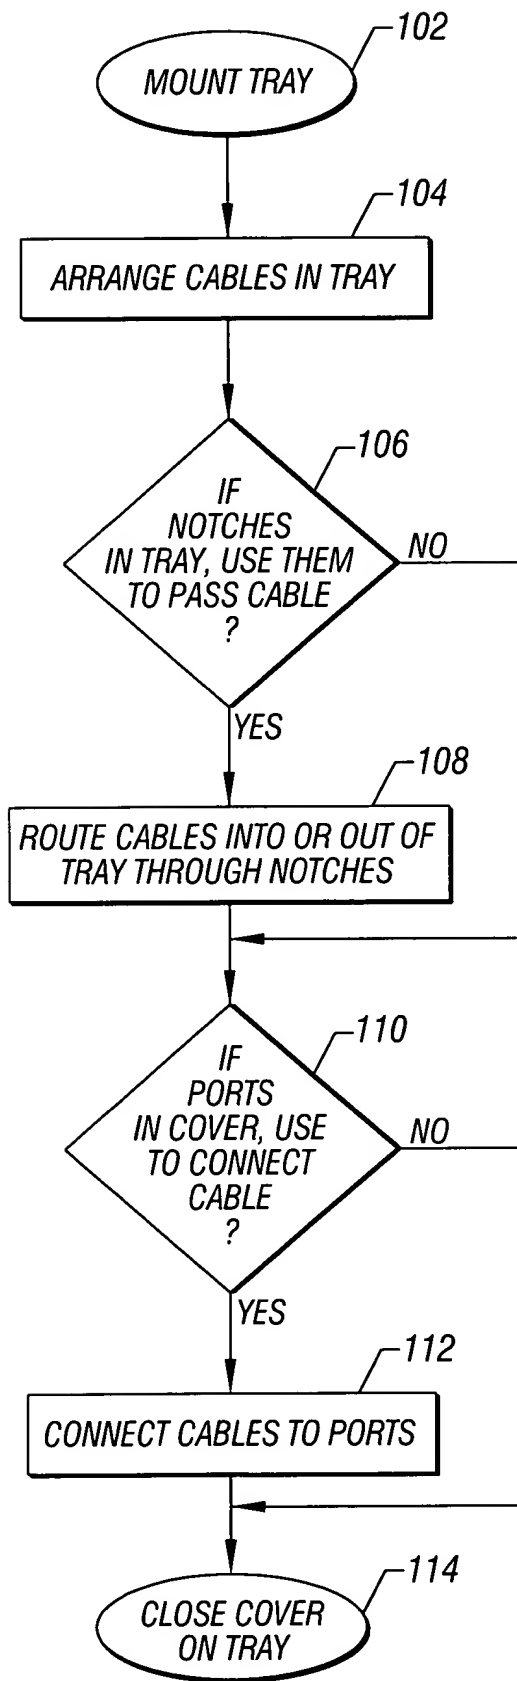 102
MOUNT TRAY
104
ARRANGE CABLES IN TRAY
106
IF
NOTCHES
IN TRAY, USE THEM
TO PASS CABLE
?
NO
YES
108
ROUTE CABLES INTO OR OUT OF
TRAY THROUGH NOTCHES
110
IF
PORTS
IN COVER, USE
TO CONNECT
CABLE
?
NO
YES
112
CONNECT CABLES TO PORTS
114
CLOSE COVER
ON TRAY